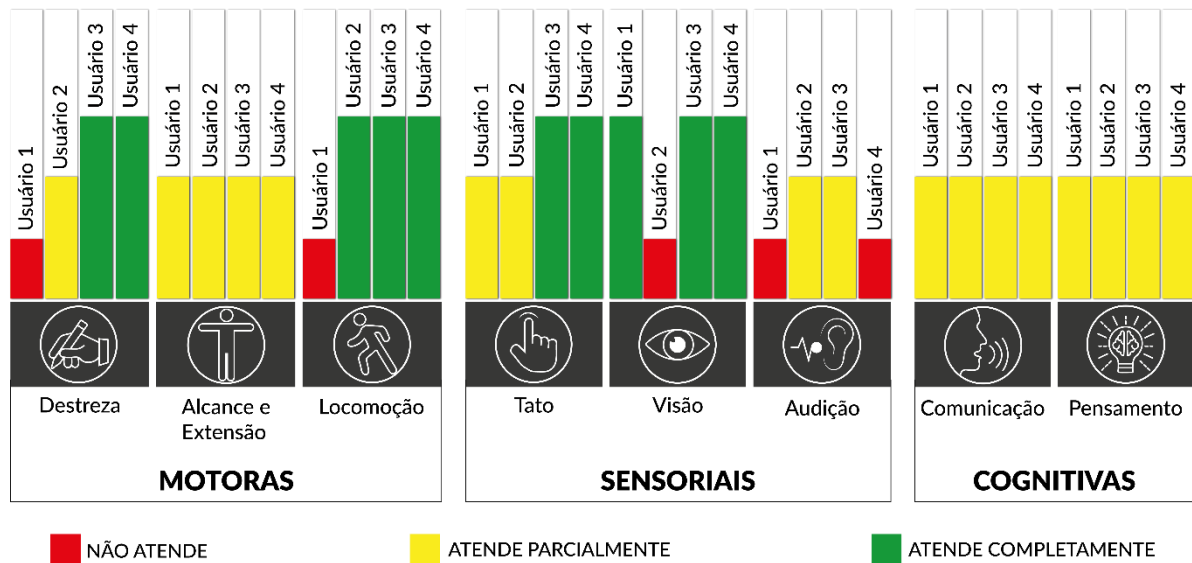 Usuário 1
Usuário 2
Usuário 3
Usuário 4
Usuário 1
Usuário 2
Usuário 3
Usuário 4
Usuário 1
Usuário 2
Usuário 3
Usuário 4
Usuário 1
Usuário 2
Usuário 3
Usuário 4
Usuário 1
Usuário 2
Usuário 3
Usuário 4
Usuário 1
Usuário 2
Usuário 3
Usuário 4
Usuário 1
Usuário 2
Usuário 3
Usuário 4
Usuário 1
Usuário 2
Usuário 3
Usuário 4
Destreza
Alcance e
Extensão
Locomoção
Tato
Visão
Audição
Comunicação
Pensamento
MOTORAS
SENSORIAIS
COGNITIVAS
NÃO ATENDE
ATENDE PARCIALMENTE
ATENDE COMPLETAMENTE